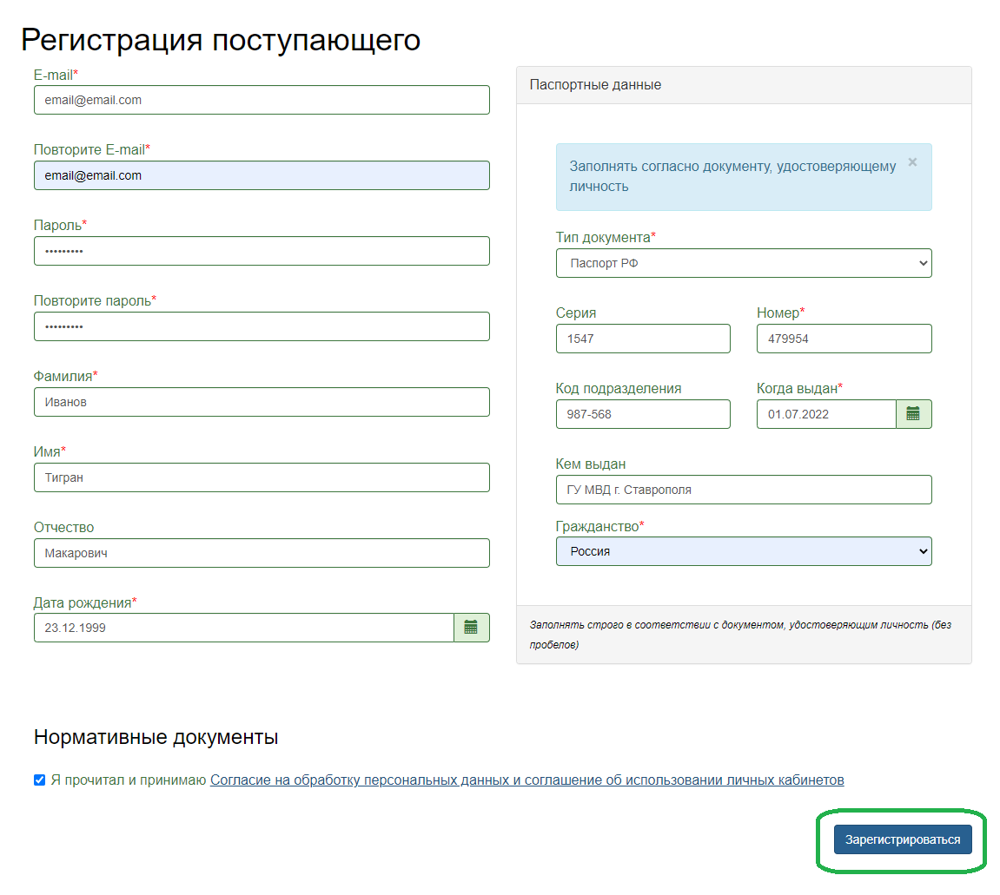 Регистрация поступающего
E-mail*
email@email.com
Повторите E-mail*
email@email.com
Пароль*
•••••••••
Повторите пароль*
•••••••••
Фамилия*
Иванов
Имя*
Тигран
Отчество
Макарович
Дата рождения*
23.12.1999
Паспортные данные
Заполнять согласно документу, удостоверяющему ×
личность
Тип документа*
Паспорт РФ
Серия Номер*
1547 479954
Код подразделения Когда выдан*
987-568 01.07.2022
Кем выдан
ГУ МВД г. Ставрополя
Гражданство*
Россия
Заполнять строго в соответствии с документом, удостоверяющим личность (без
пробелов)
Нормативные документы
Я прочитал и принимаю Согласие на обработку персональных данных и соглашение об использовании личных кабинетов
Зарегистрироваться